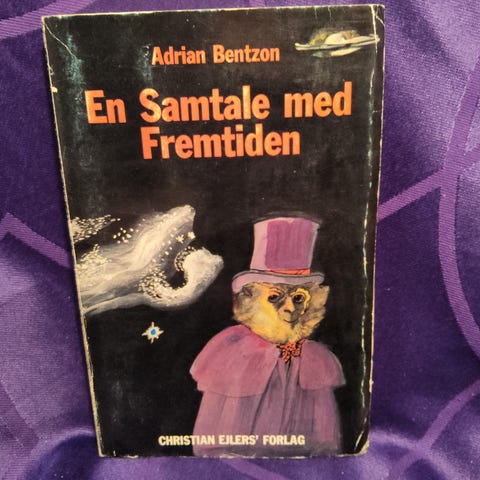 Adrian Bentzon
En Samtale med
Fremtiden
CHRISTIAN EJLERS' FORLAG